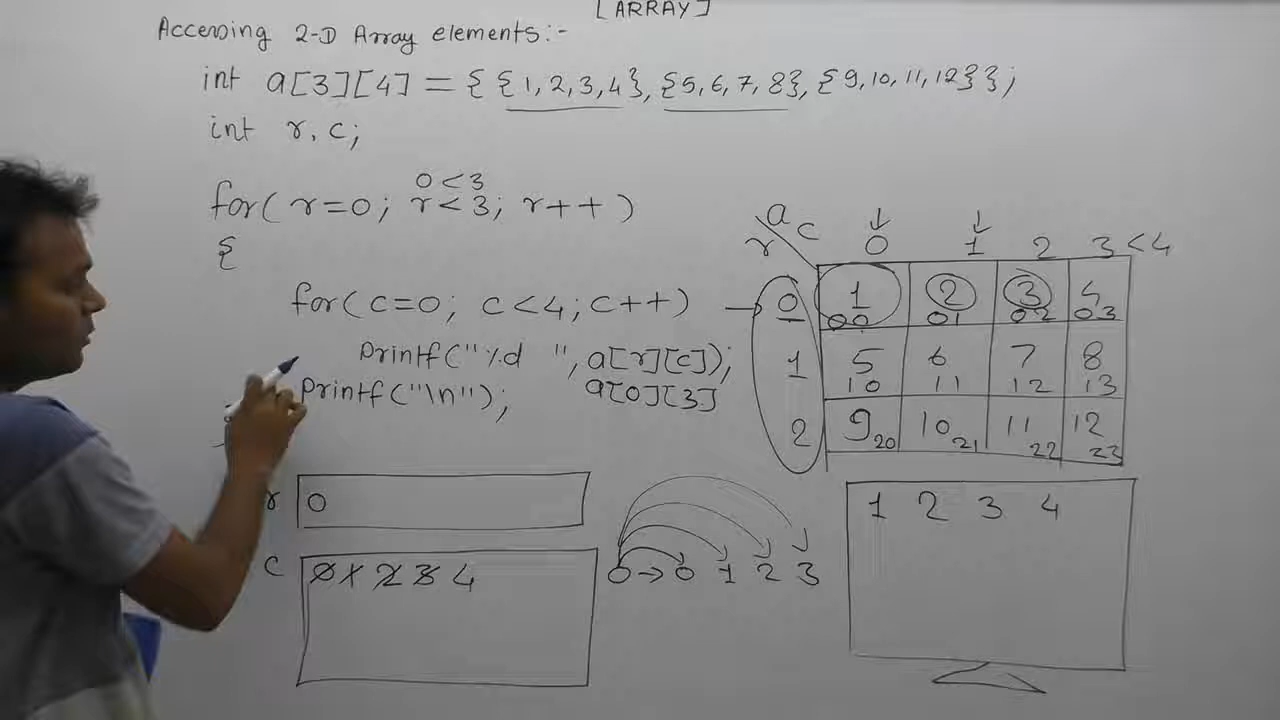 [ARRAY]
Accessing 2-D Array elements:-
int a[3][4] = { {1,2,3,4}, {5,6,7,8}, {9,10,11,12}};
int r,c;
0<3
for( r=0; r<3; r++ )
{
for( c=0; c<4; c++)
printf("%d ", a[r][c]);
printf("\n"); a[0][3]
a
r c 0 1 2 3 <4
0 1 2 3 4
00 01 02 03
1 5 6 7 8
10 11 12 13
2 9 10 11 12
20 21 22 23
r 0
c 0 1 2 3 4
0 → 0 1 2 3
1 2 3 4